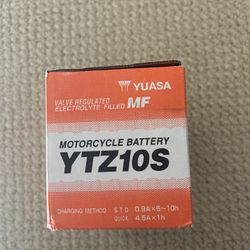 YUASA
VALVE REGULATED
ELECTROLYTE FILLED MF
MOTORCYCLE BATTERY
YTZ10S
CHARGING METHOD S T D 0.9A×5~10h
QUICK 4.5A×1h